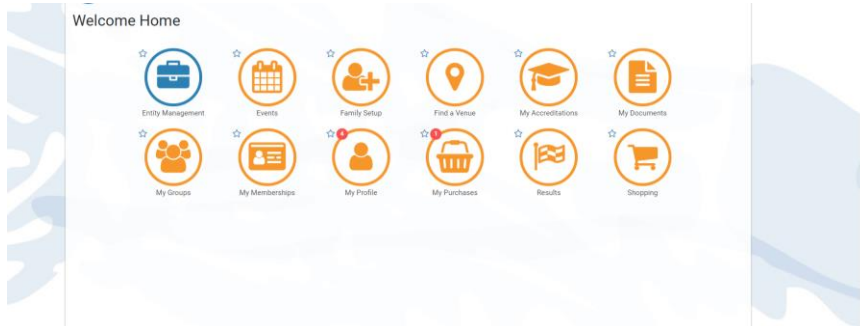 Welcome Home
Entity Management Events Family Setup Find a Venue My Accreditations My Documents
4 1
My Groups My Memberships My Profile My Purchases Results Shopping